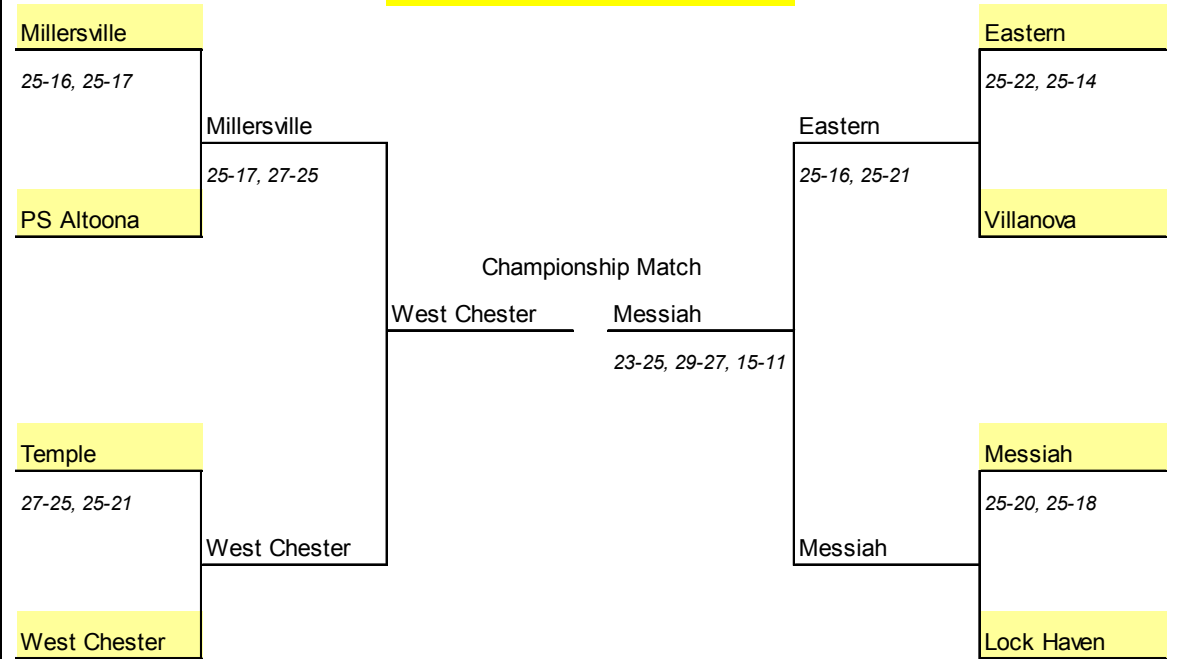 Millersville
Eastern
25-16, 25-17
25-22, 25-14
Millersville
Eastern
25-17, 27-25
25-16, 25-21
PS Altoona
Villanova
Championship Match
West Chester
Messiah
23-25, 29-27, 15-11
Temple
Messiah
27-25, 25-21
25-20, 25-18
West Chester
Messiah
West Chester
Lock Haven